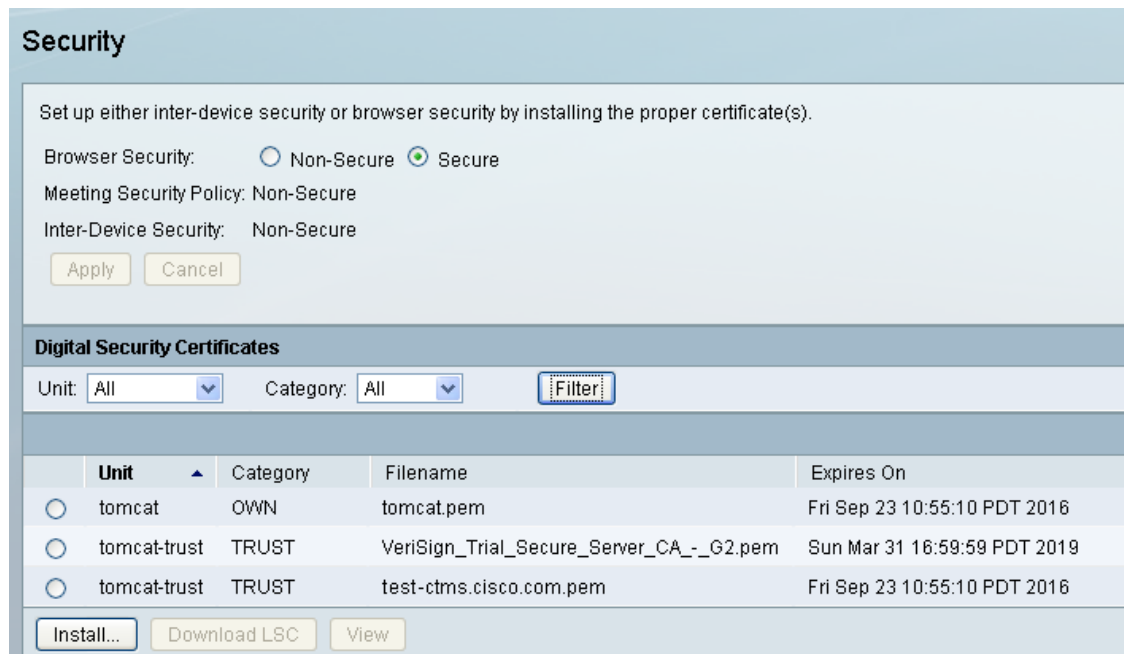 Security
Set up either inter-device security or browser security by installing the proper certificate(s).
Browser Security: Non-Secure Secure
Meeting Security Policy: Non-Secure
Inter-Device Security: Non-Secure
Apply Cancel
Digital Security Certificates
Unit: All Category: All Filter
Unit Category Filename Expires On
tomcat OWN tomcat.pem Fri Sep 23 10:55:10 PDT 2016
tomcat-trust TRUST VeriSign_Trial_Secure_Server_CA_-_G2.pem Sun Mar 31 16:59:59 PDT 2019
tomcat-trust TRUST test-ctms.cisco.com.pem Fri Sep 23 10:55:10 PDT 2016
Install... Download LSC View